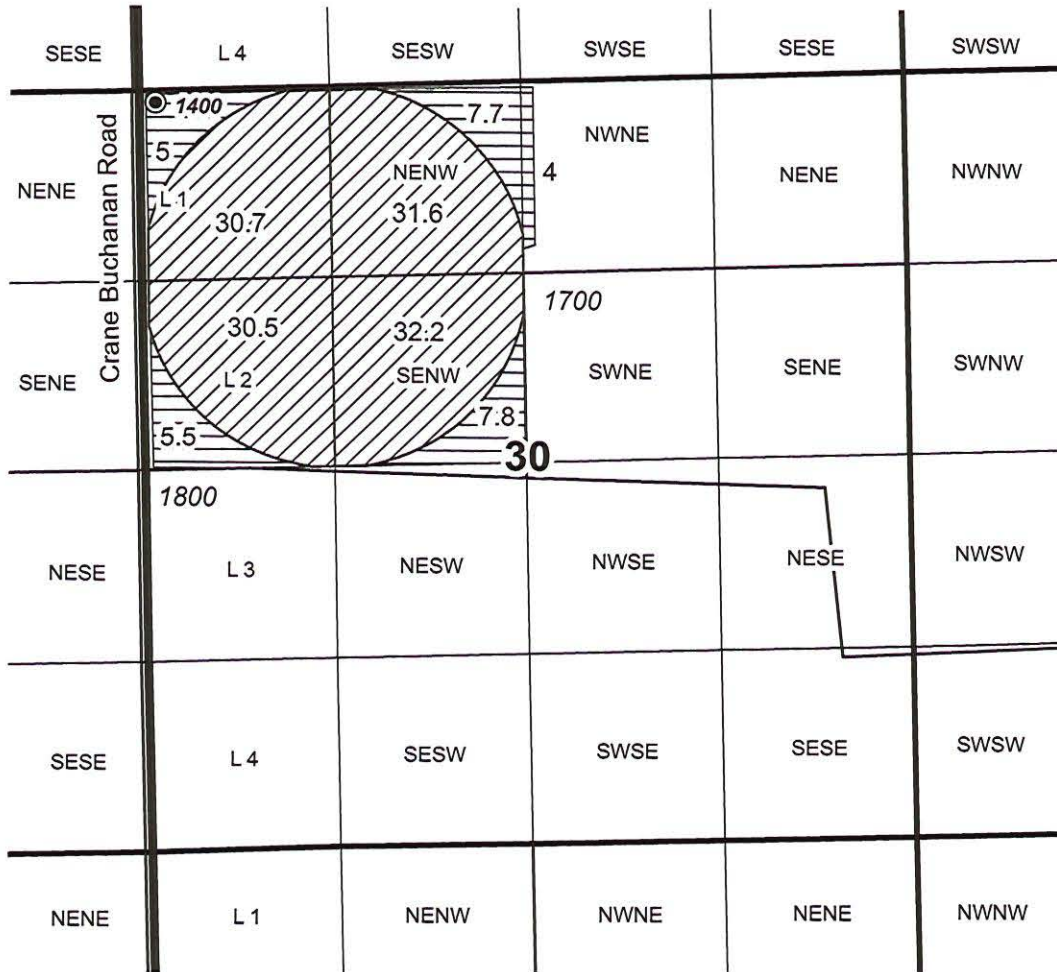 SESE L 4 SESW SWSE SESE SWSW
1400
7.7
NWNE
5
4
NENE
L 1
NENW
NENE
NWNW
30.7
31.6
Crane Buchanan Road
1700
30.5
32.2
SENE
L 2
SENW
SWNE
SENE
SWNW
5.5
7.8
30
1800
NESE L 3 NESW NWSE NESE NWSW
SESE L 4 SESW SWSE SESE SWSW
NENE L 1 NENW NWNE NENE NWNW